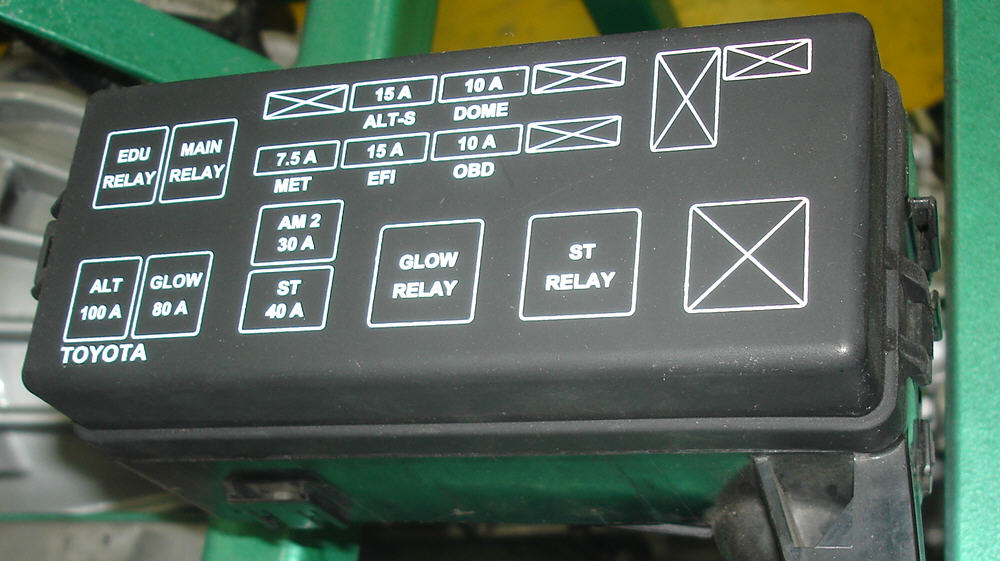 15 A
10 A
ALT-S
DOME
EDU
RELAY
MAIN
RELAY
7.5 A
15 A
10 A
MET
EFI
OBD
AM 2
30 A
GLOW
RELAY
ST
RELAY
ALT
100 A
GLOW
80 A
ST
40 A
TOYOTA